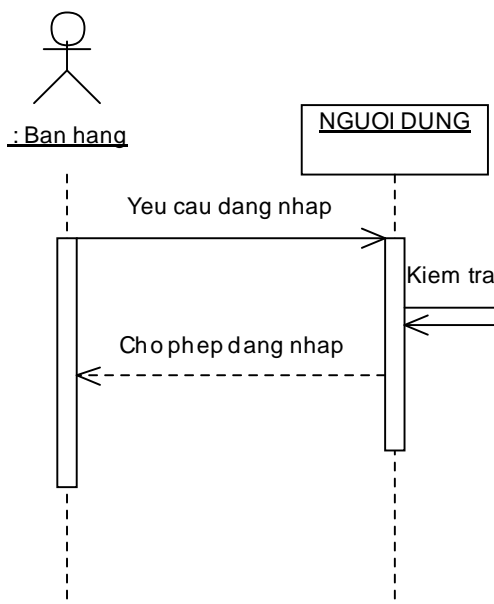 : Ban hang
NGUOI DUNG
Yeu cau dang nhap
Kiem tra
Cho phep dang nhap